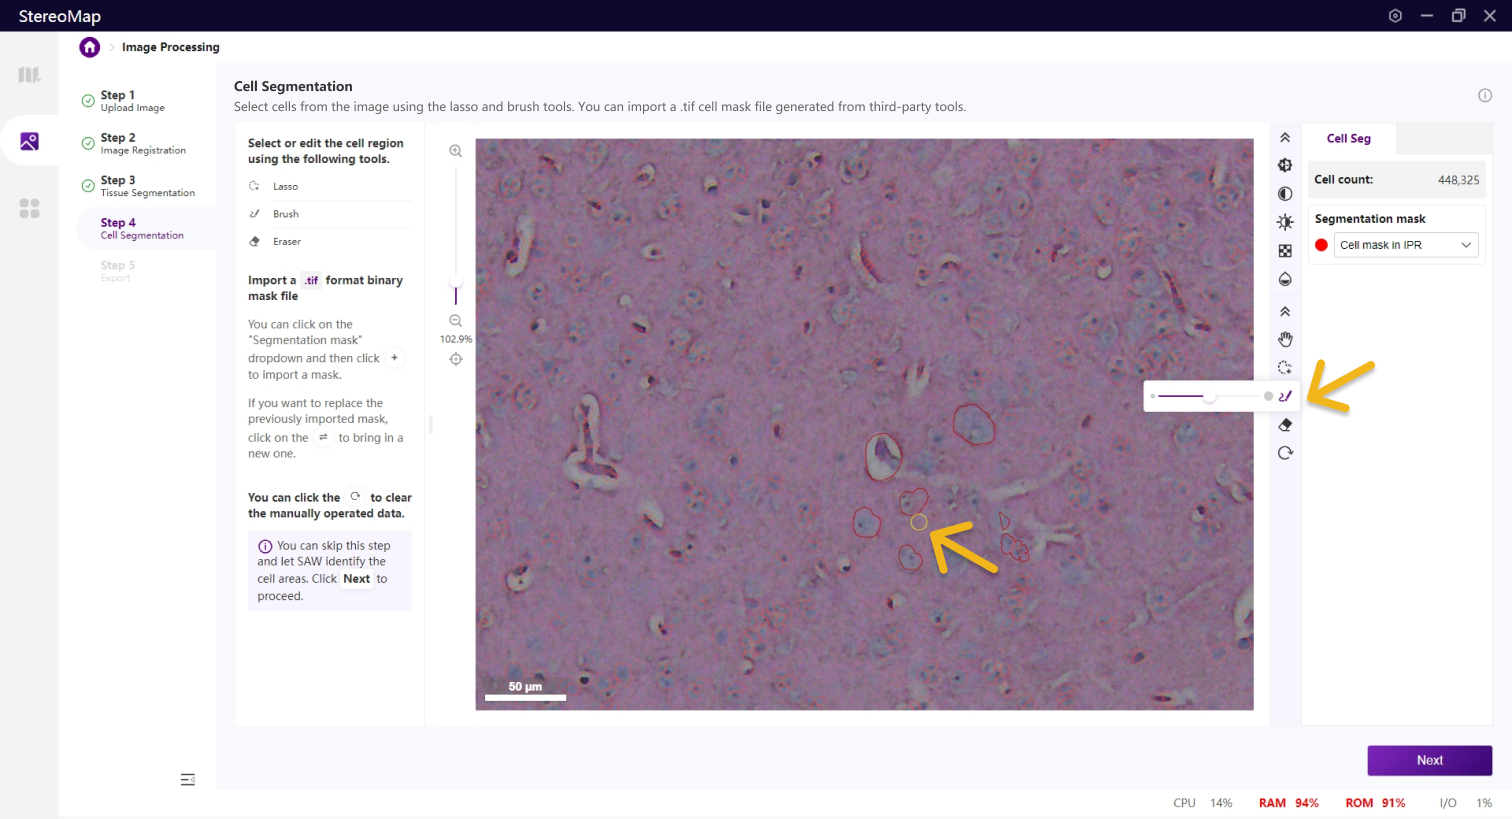 StereoMap
Image Processing
Step 1
Upload Image
Step 2
Image Registration
Step 3
Tissue Segmentation
Step 4
Cell Segmentation
Step 5
Export
Cell Segmentation
Select cells from the image using the lasso and brush tools. You can import a .tif cell mask file generated from third-party tools.
Select or edit the cell region
using the following tools.
Lasso
Brush
Eraser
Import a .tif format binary
mask file
You can click on the
"Segmentation mask"
dropdown and then click +
to import a mask.
If you want to replace the
previously imported mask,
click on the ⇌ to bring in a
new one.
You can click the to clear
the manually operated data.
You can skip this step
and let SAW identify the
cell areas. Click Next to
proceed.
102.9%
50 μm
Cell Seg
Cell count: 448,325
Segmentation mask
Cell mask in IPR
Next
CPU 14% RAM 94% ROM 91% I/O 1%